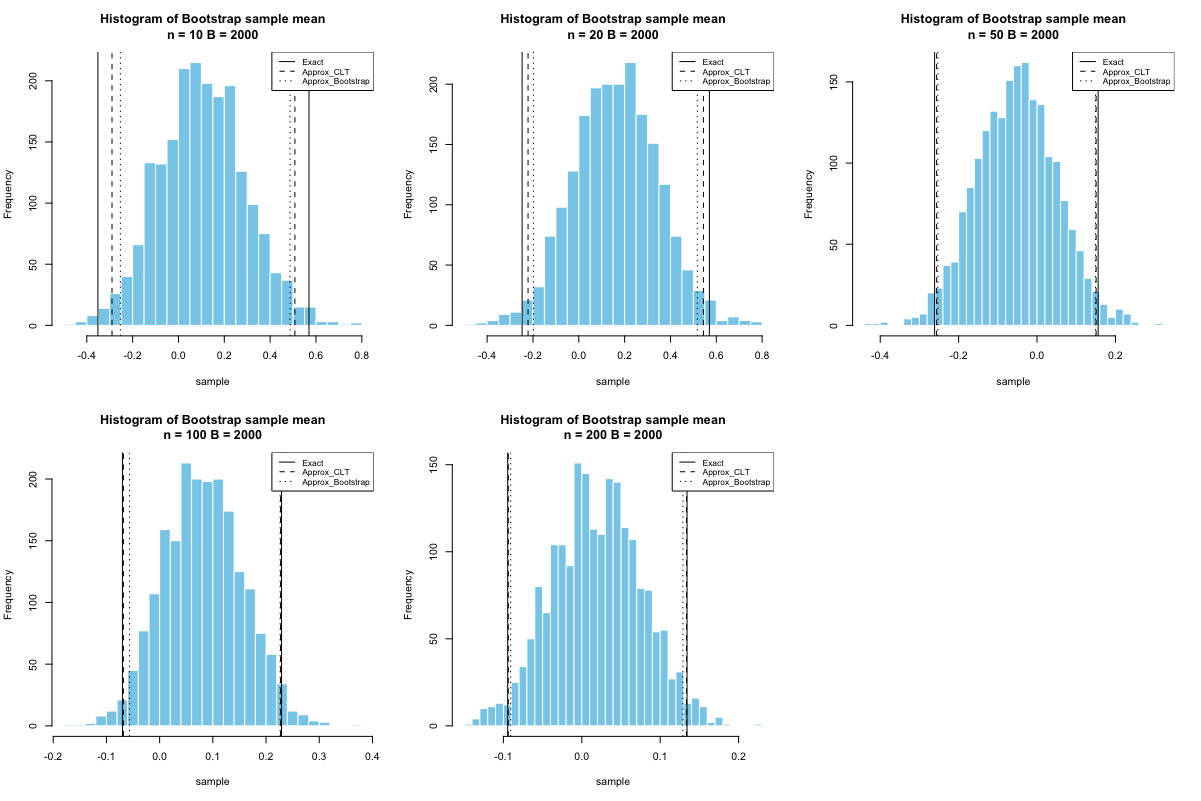 Histogram of Bootstrap sample mean
n = 10 B = 2000
Exact
Approx_CLT
Approx_Bootstrap
Frequency
0
50
100
150
200
-0.4 -0.2 0.0 0.2 0.4 0.6 0.8
sample
Histogram of Bootstrap sample mean
n = 20 B = 2000
Exact
Approx_CLT
Approx_Bootstrap
Frequency
0
50
100
150
200
-0.4 -0.2 0.0 0.2 0.4 0.6 0.8
sample
Histogram of Bootstrap sample mean
n = 50 B = 2000
Exact
Approx_CLT
Approx_Bootstrap
Frequency
0
50
100
150
-0.4 -0.2 0.0 0.2
sample
Histogram of Bootstrap sample mean
n = 100 B = 2000
Exact
Approx_CLT
Approx_Bootstrap
Frequency
0
50
100
150
200
-0.2 -0.1 0.0 0.1 0.2 0.3 0.4
sample
Histogram of Bootstrap sample mean
n = 200 B = 2000
Exact
Approx_CLT
Approx_Bootstrap
Frequency
0
50
100
150
-0.1 0.0 0.1 0.2
sample